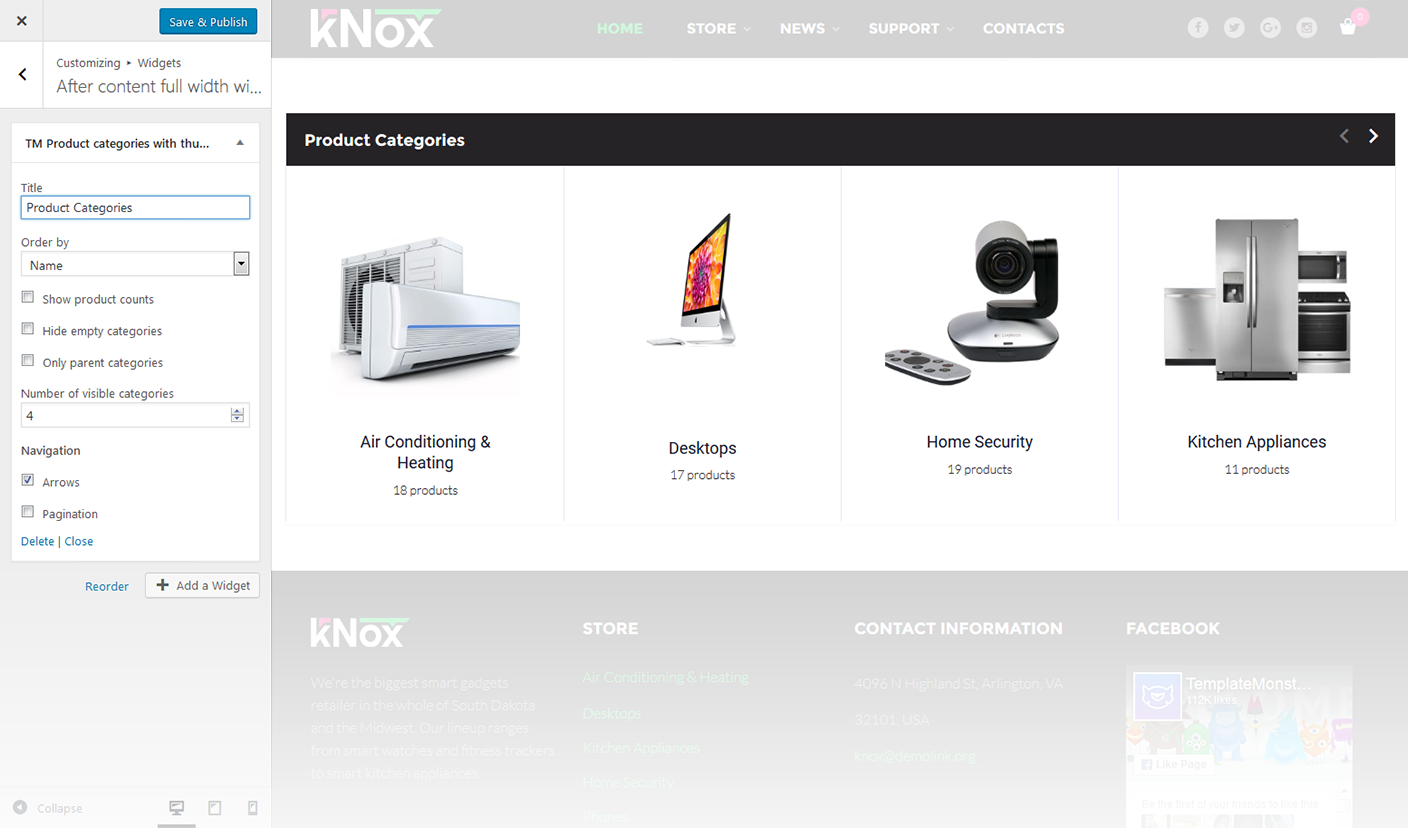 Save & Publish
Customizing ▸ Widgets
After content full width wi...
TM Product categories with thu...
Title
Product Categories
Order by
Name
Show product counts
Hide empty categories
Only parent categories
Number of visible categories
4
Navigation
Arrows
Pagination
Delete | Close
Reorder
Add a Widget
Collapse
kNox
HOME STORE NEWS SUPPORT CONTACTS
0
Product Categories
Air Conditioning &
Heating
18 products
Desktops
17 products
Home Security
19 products
Kitchen Appliances
11 products
kNox
We're the biggest smart gadgets
retailer in the whole of South Dakota
and the Midwest. Our lineup ranges
from smart watches and fitness trackers
to smart kitchen appliances.
STORE
Air Conditioning & Heating
Desktops
Kitchen Appliances
Home Security
Phones
CONTACT INFORMATION
4096 N Highland St, Arlington, VA
32101, USA
knox@demolink.org
FACEBOOK
TemplateMonst...
112K likes
Like Page
Be the first of your friends to like this